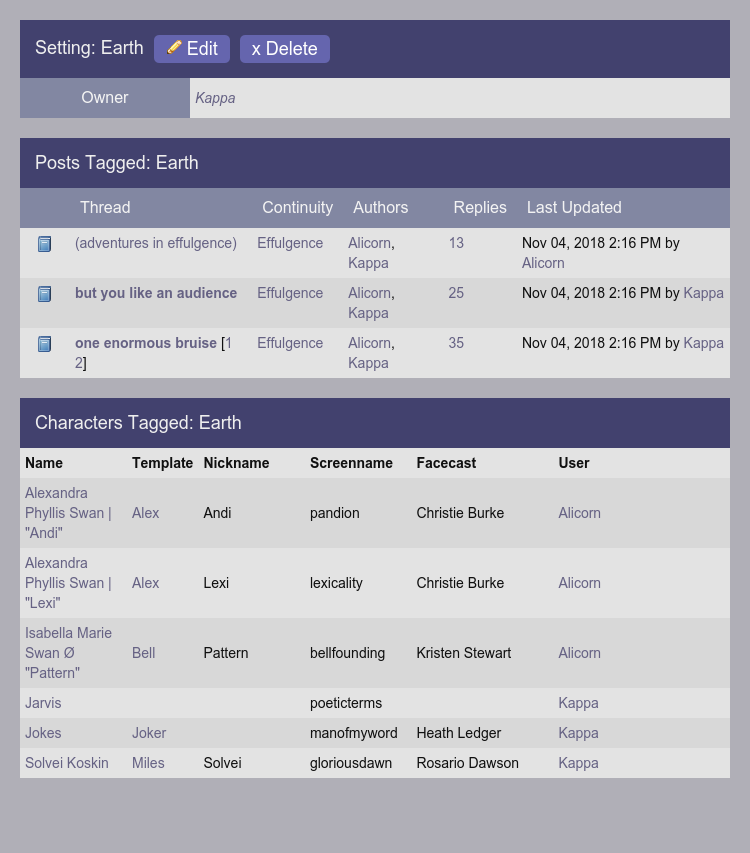 Setting: Earth Edit x Delete
Owner Kappa
Posts Tagged: Earth
Thread Continuity Authors Replies Last Updated
(adventures in effulgence) Effulgence Alicorn, 13 Nov 04, 2018 2:16 PM by
Kappa Alicorn
but you like an audience Effulgence Alicorn, 25 Nov 04, 2018 2:16 PM by Kappa
Kappa
one enormous bruise [1 Effulgence Alicorn, 35 Nov 04, 2018 2:16 PM by Kappa
2] Kappa
Characters Tagged: Earth
Name Template Nickname Screenname Facecast User
Alexandra
Phyllis Swan | Alex Andi pandion Christie Burke Alicorn
"Andi"
Alexandra
Phyllis Swan | Alex Lexi lexicality Christie Burke Alicorn
"Lexi"
Isabella Marie
Swan Ø Bell Pattern bellfounding Kristen Stewart Alicorn
"Pattern"
Jarvis poeticterms Kappa
Jokes Joker manofmyword Heath Ledger Kappa
Solvei Koskin Miles Solvei gloriousdawn Rosario Dawson Kappa